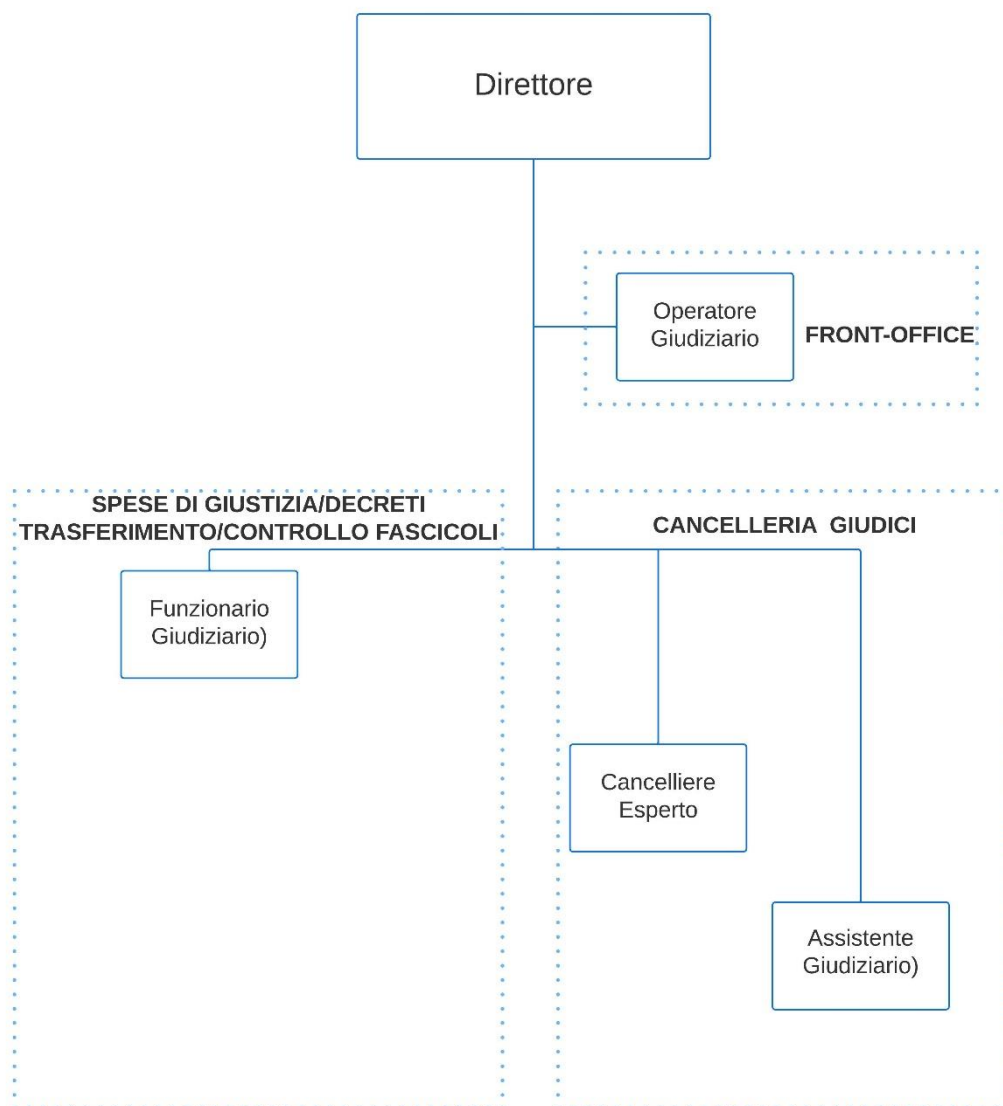 Direttore
Operatore
Giudiziario
FRONT-OFFICE
SPESE DI GIUSTIZIA/DECRETI
TRASFERIMENTO/CONTROLLO FASCICOLI
Funzionario
Giudiziario)
CANCELLERIA  GIUDICI
Cancelliere
Esperto
Assistente
Giudiziario)